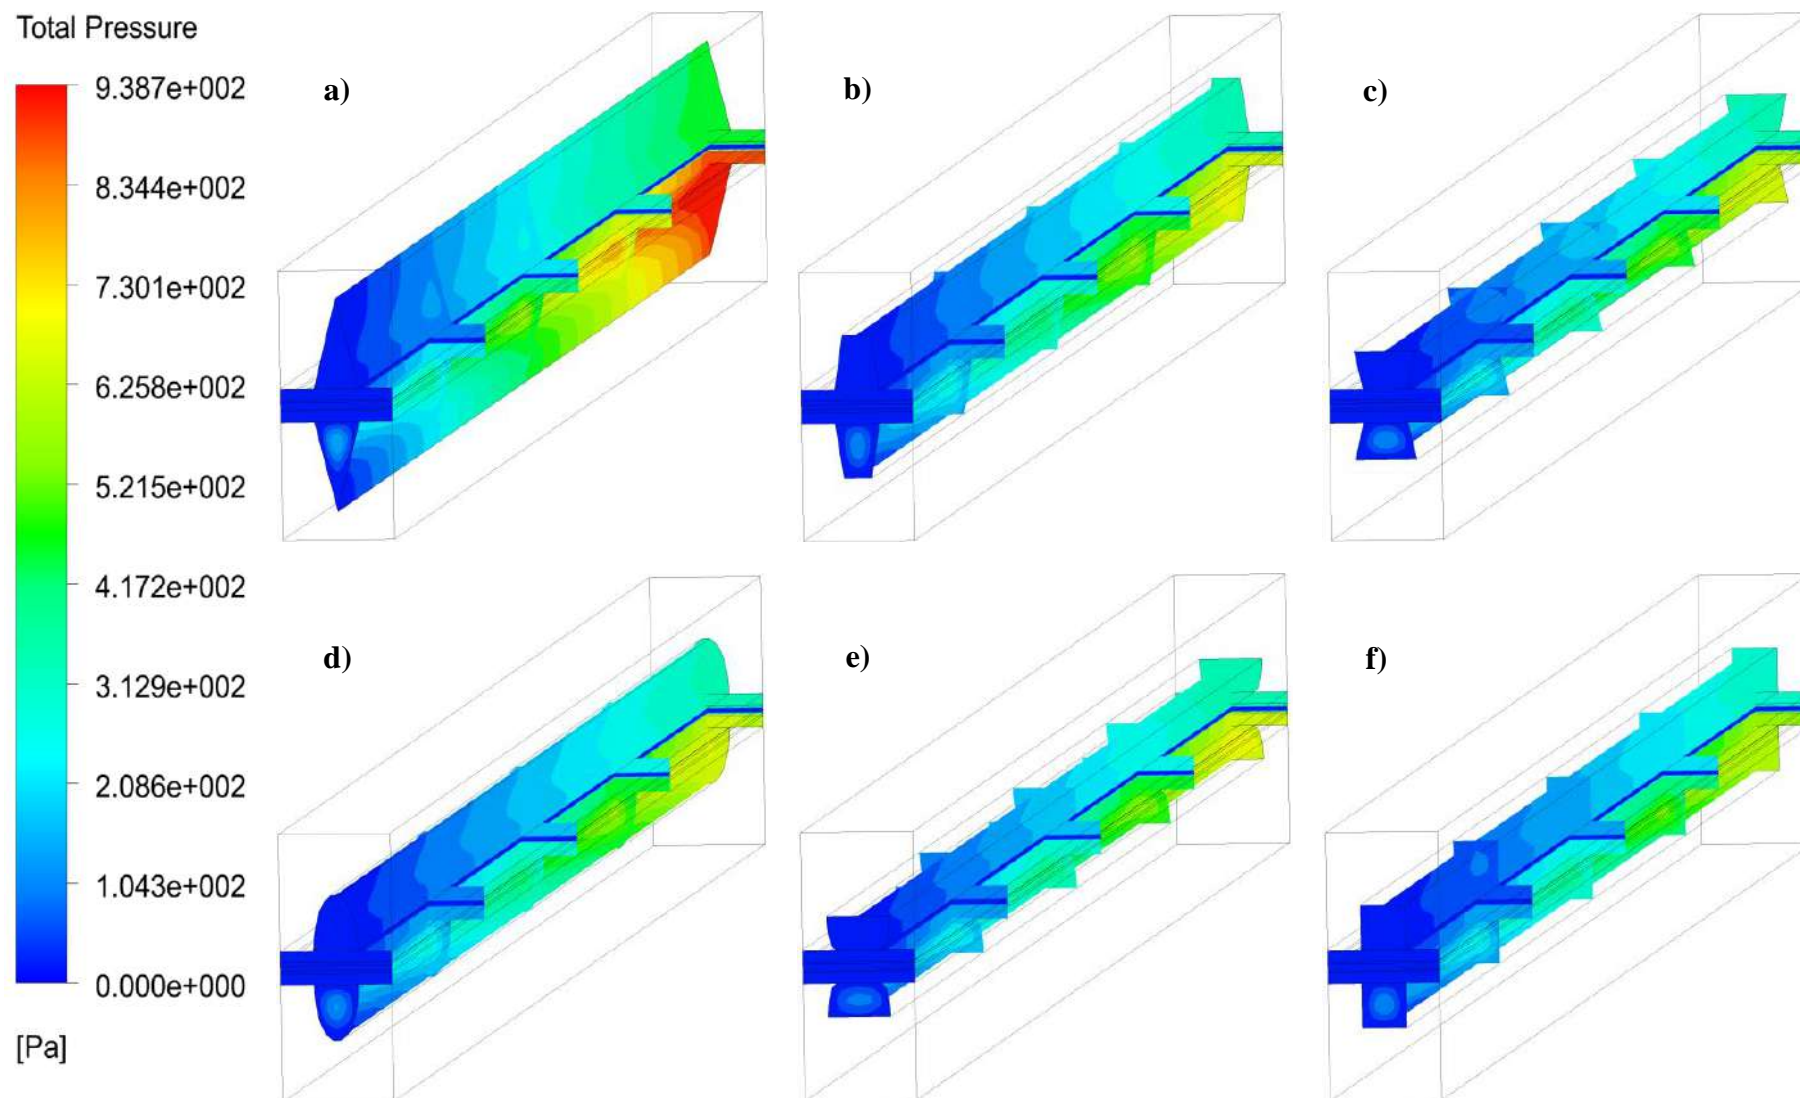 Total Pressure
9.387e+002
8.344e+002
7.301e+002
6.258e+002
5.215e+002
4.172e+002
3.129e+002
2.086e+002
1.043e+002
0.000e+000
[Pa]
a)
b)
c)
d)
e)
f)